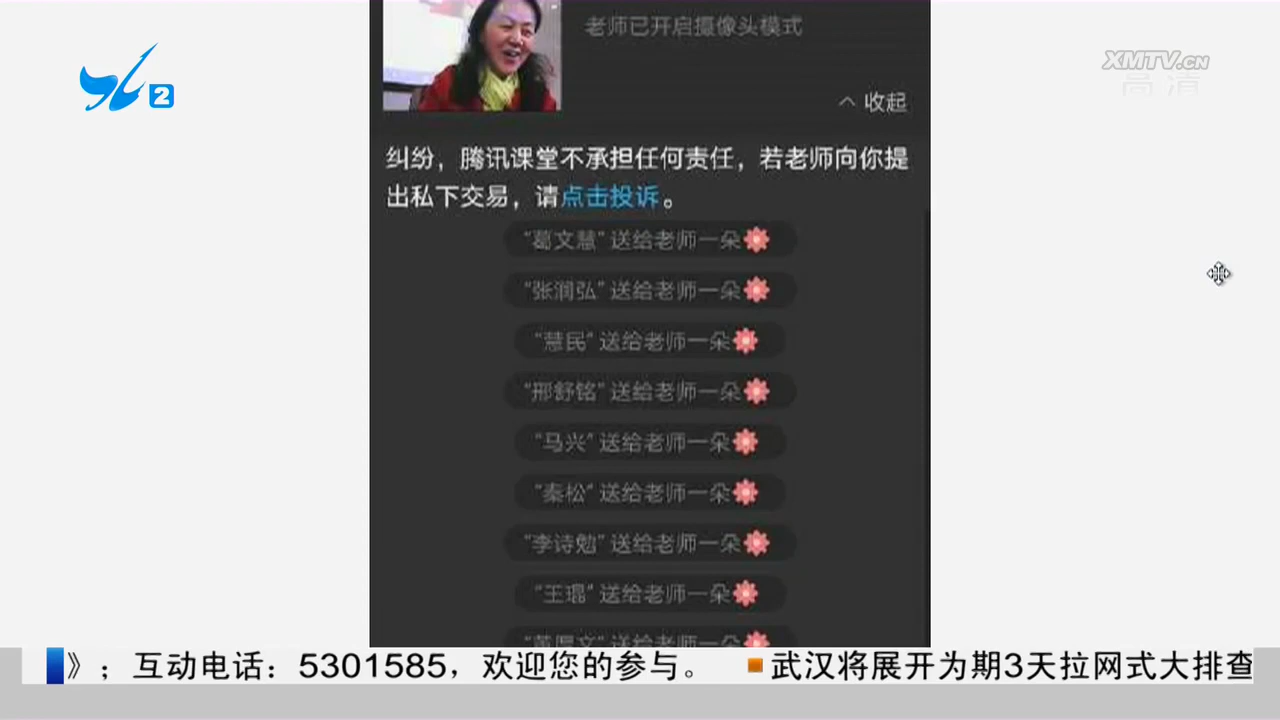 老师已开启摄像头模式
XMTV.CN
高清
2
收起
纠纷，腾讯课堂不承担任何责任，若老师向你提
出私下交易，请点击投诉。
“葛文慧”送给老师一朵
“张润弘”送给老师一朵
“慧民”送给老师一朵
“邢舒铭”送给老师一朵
“马兴”送给老师一朵
“秦松”送给老师一朵
“李诗勉”送给老师一朵
“王琨”送给老师一朵
送给老师一朵
》；互动电话：5301585，欢迎您的参与。 武汉将展开为期3天拉网式大排查